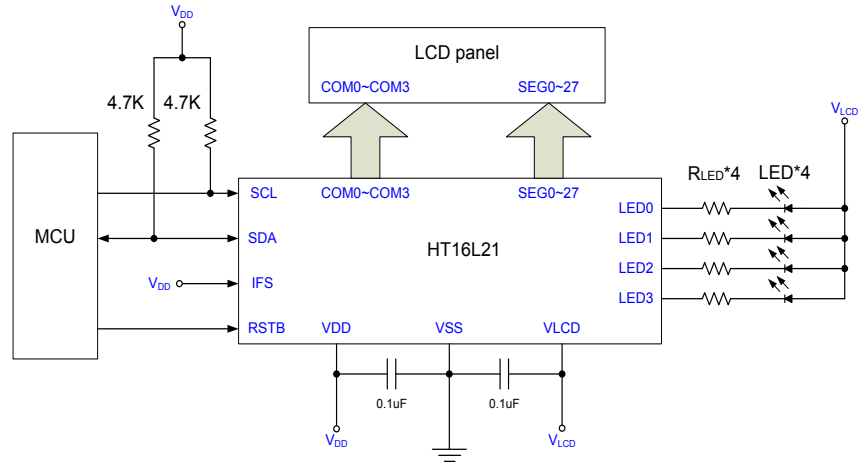 VDD
LCD panel
COM0~COM3 SEG0~27
4.7K 4.7K
VLCD
MCU
SCL COM0~COM3 SEG0~27
RLED*4 LED*4
LED0
SDA LED1
HT16L21
VDD IFS LED2
LED3
RSTB VDD VSS VLCD
0.1uF 0.1uF
VDD VLCD